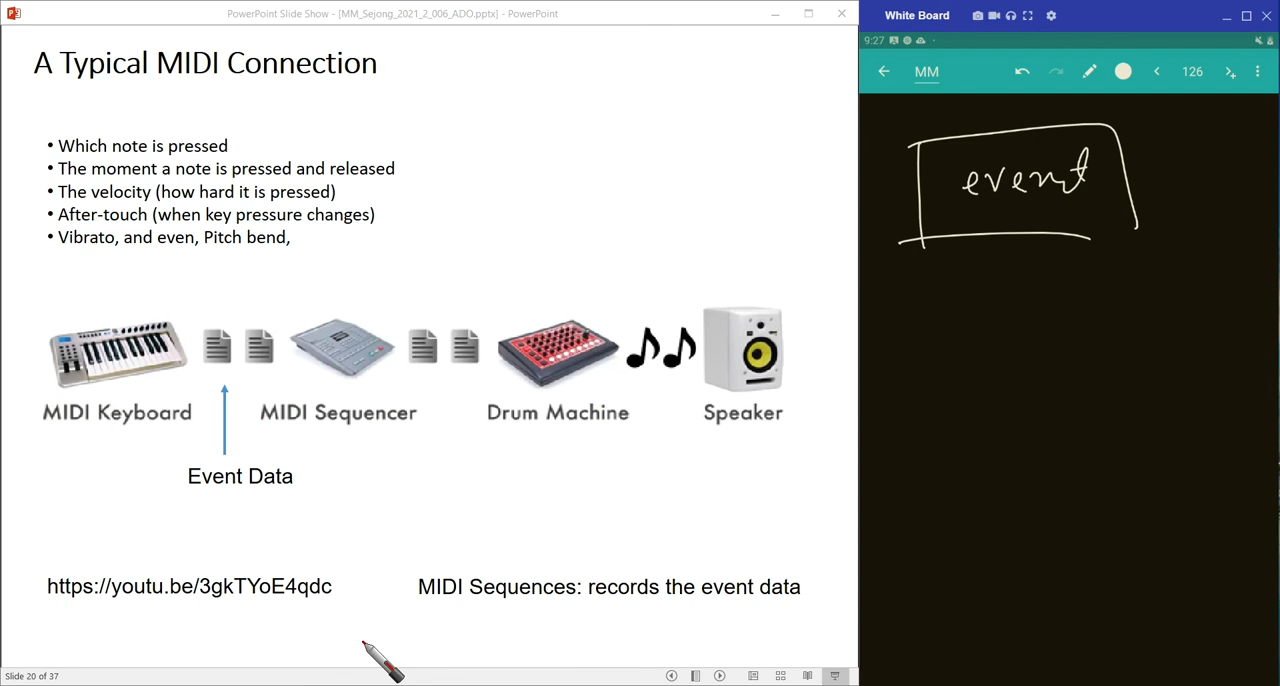 PowerPoint Slide Show - [MM_Sejong_2021_2_006_ADO.pptx] - PowerPoint
White Board
9:27
MM
126
A Typical MIDI Connection
• Which note is pressed
• The moment a note is pressed and released
• The velocity (how hard it is pressed)
• After-touch (when key pressure changes)
• Vibrato, and even, Pitch bend,
event
MIDI Keyboard
MIDI Sequencer
Drum Machine
Speaker
Event Data
https://youtu.be/3gkTYoE4qdc
MIDI Sequences: records the event data
Slide 20 of 37